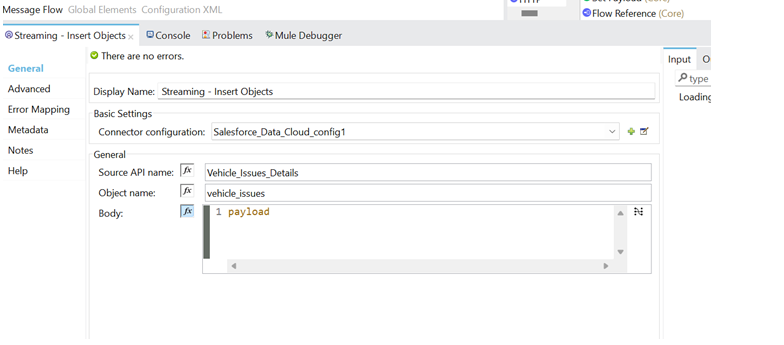 Message Flow Global Elements Configuration XML
Flow Reference (Core)
Streaming - Insert Objects Console Problems Mule Debugger
There are no errors.
General
Advanced
Error Mapping
Metadata
Notes
Help
Display Name: Streaming - Insert Objects
Basic Settings
Connector configuration: Salesforce_Data_Cloud_config1
General
Source API name: fx Vehicle_Issues_Details
Object name: fx vehicle_issues
Body: fx 1 payload
Input
type
Loading